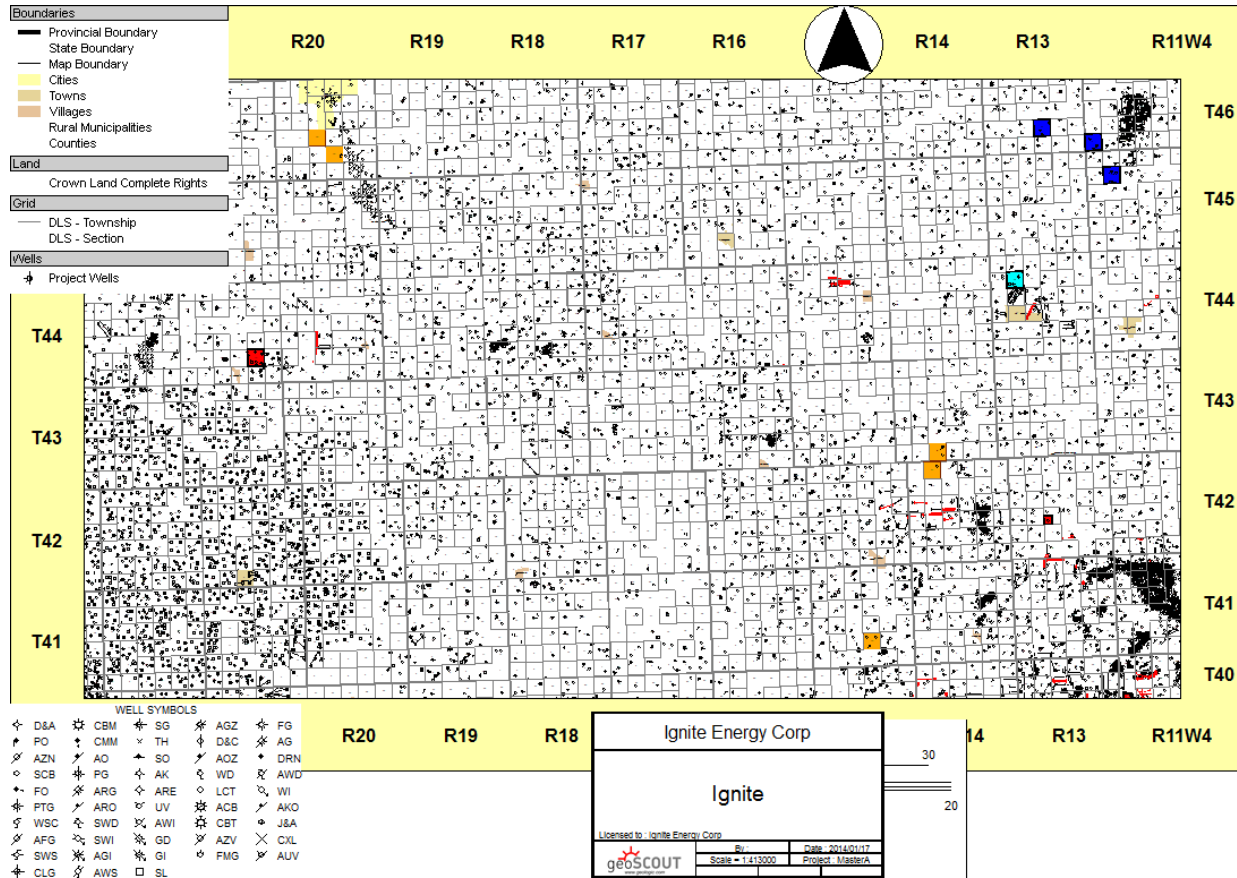 Boundaries
Provincial Boundary
State Boundary
Map Boundary
Cities
Towns
Villages
Rural Municipalities
Counties
Land
Crown Land Complete Rights
Grid
DLS - Township
DLS - Section
Wells
Project Wells
R20 R19 R18 R17 R16 R14 R13 R11W4
T46
T45
T44
T43
T42
T41
T40
T44
T43
T42
T41
R20 R19 R18 14 R13 R11W4
WELL SYMBOLS
D&A CBM SG AGZ FG
PO CMM TH D&C AG
AZN AO SO AOZ DRN
SCB PG AK WD AWD
FO ARG ARE LCT WI
PTG ARO UV ACB AKO
WSC SWD AWI CBT J&A
AFG SWI GD AZV CXL
SWS AGI GI FMG AUV
CLG AWS SL
Ignite Energy Corp
Ignite
Licensed to : Ignite Energy Corp
geoSCOUT
www.geologic.com
By :
Date : 2014/01/17
Scale = 1:413000
Project : MasterA
30
20